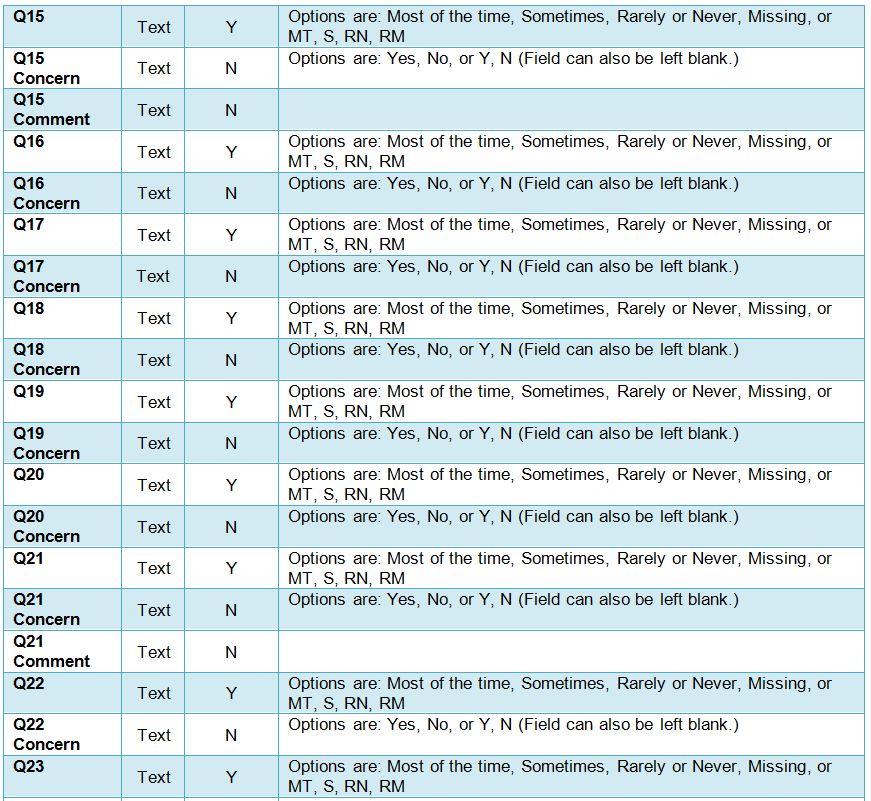 Q15 Text Y Options are: Most of the time, Sometimes, Rarely or Never, Missing, or
MT, S, RN, RM
Q15 Text N Options are: Yes, No, or Y, N (Field can also be left blank.)
Concern
Q15 Text N
Comment
Q16 Text Y Options are: Most of the time, Sometimes, Rarely or Never, Missing, or
MT, S, RN, RM
Q16 Text N Options are: Yes, No, or Y, N (Field can also be left blank.)
Concern
Q17 Text Y Options are: Most of the time, Sometimes, Rarely or Never, Missing, or
MT, S, RN, RM
Q17 Text N Options are: Yes, No, or Y, N (Field can also be left blank.)
Concern
Q18 Text Y Options are: Most of the time, Sometimes, Rarely or Never, Missing, or
MT, S, RN, RM
Q18 Text N Options are: Yes, No, or Y, N (Field can also be left blank.)
Concern
Q19 Text Y Options are: Most of the time, Sometimes, Rarely or Never, Missing, or
MT, S, RN, RM
Q19 Text N Options are: Yes, No, or Y, N (Field can also be left blank.)
Concern
Q20 Text Y Options are: Most of the time, Sometimes, Rarely or Never, Missing, or
MT, S, RN, RM
Q20 Text N Options are: Yes, No, or Y, N (Field can also be left blank.)
Concern
Q21 Text Y Options are: Most of the time, Sometimes, Rarely or Never, Missing, or
MT, S, RN, RM
Q21 Text N Options are: Yes, No, or Y, N (Field can also be left blank.)
Concern
Q21 Text N
Comment
Q22 Text Y Options are: Most of the time, Sometimes, Rarely or Never, Missing, or
MT, S, RN, RM
Q22 Text N Options are: Yes, No, or Y, N (Field can also be left blank.)
Concern
Q23 Text Y Options are: Most of the time, Sometimes, Rarely or Never, Missing, or
MT, S, RN, RM